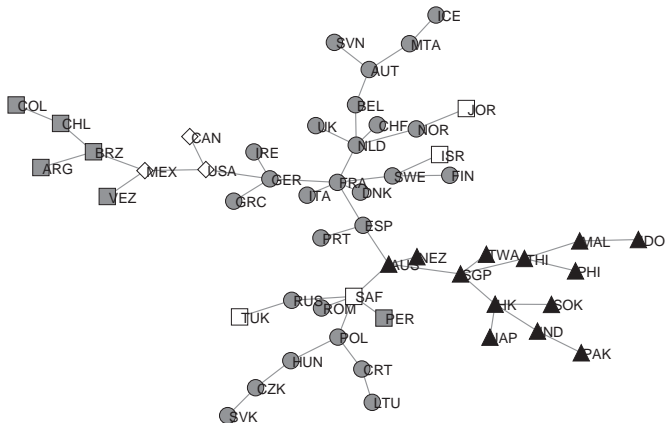 ICE
SVN
MTA
AUT
COL
BEL
JOR
CHL
UK
CHF
NOR
CAN
NLD
BRZ
IRE
ISR
ARG
MEX
USA
GER
FRA
SWE
FIN
VEZ
GRC
ITA
DNK
ESP
PRT
MAL
IDO
NEZ
TWA
THI
AUS
SGP
PHI
RUS
SAF
ROM
HK
SOK
TUK
PER
JAP
IND
POL
PAK
HUN
CRT
CZK
LTU
SVK